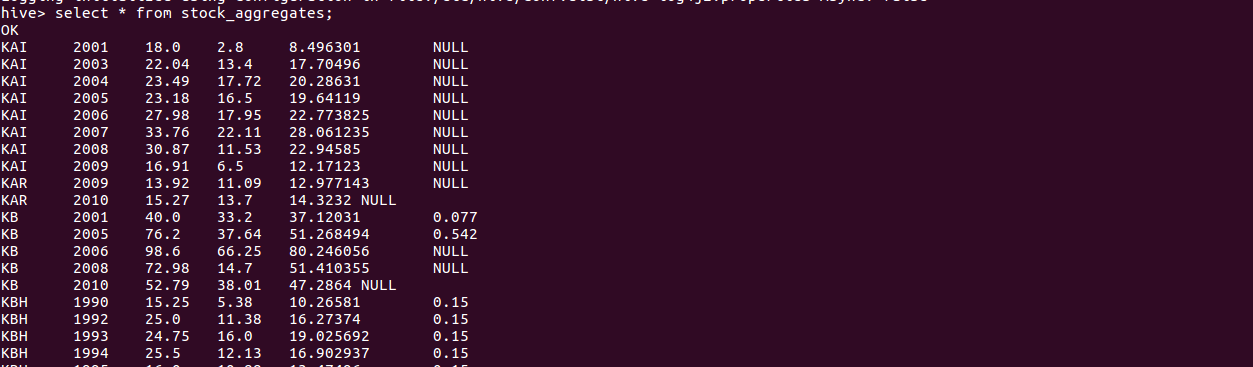 hive> select * from stock_aggregates;
OK
KAI 2001 18.0 2.8 8.496301 NULL
KAI 2003 22.04 13.4 17.70496 NULL
KAI 2004 23.49 17.72 20.28631 NULL
KAI 2005 23.18 16.5 19.64119 NULL
KAI 2006 27.98 17.95 22.773825 NULL
KAI 2007 33.76 22.11 28.061235 NULL
KAI 2008 30.87 11.53 22.94585 NULL
KAI 2009 16.91 6.5 12.17123 NULL
KAR 2009 13.92 11.09 12.977143 NULL
KAR 2010 15.27 13.7 14.3232 NULL
KB 2001 40.0 33.2 37.12031 0.077
KB 2005 76.2 37.64 51.268494 0.542
KB 2006 98.6 66.25 80.246056 NULL
KB 2008 72.98 14.7 51.410355 NULL
KB 2010 52.79 38.01 47.2864 NULL
KBH 1990 15.25 5.38 10.26581 0.15
KBH 1992 25.0 11.38 16.27374 0.15
KBH 1993 24.75 16.0 19.025692 0.15
KBH 1994 25.5 12.13 16.902937 0.15